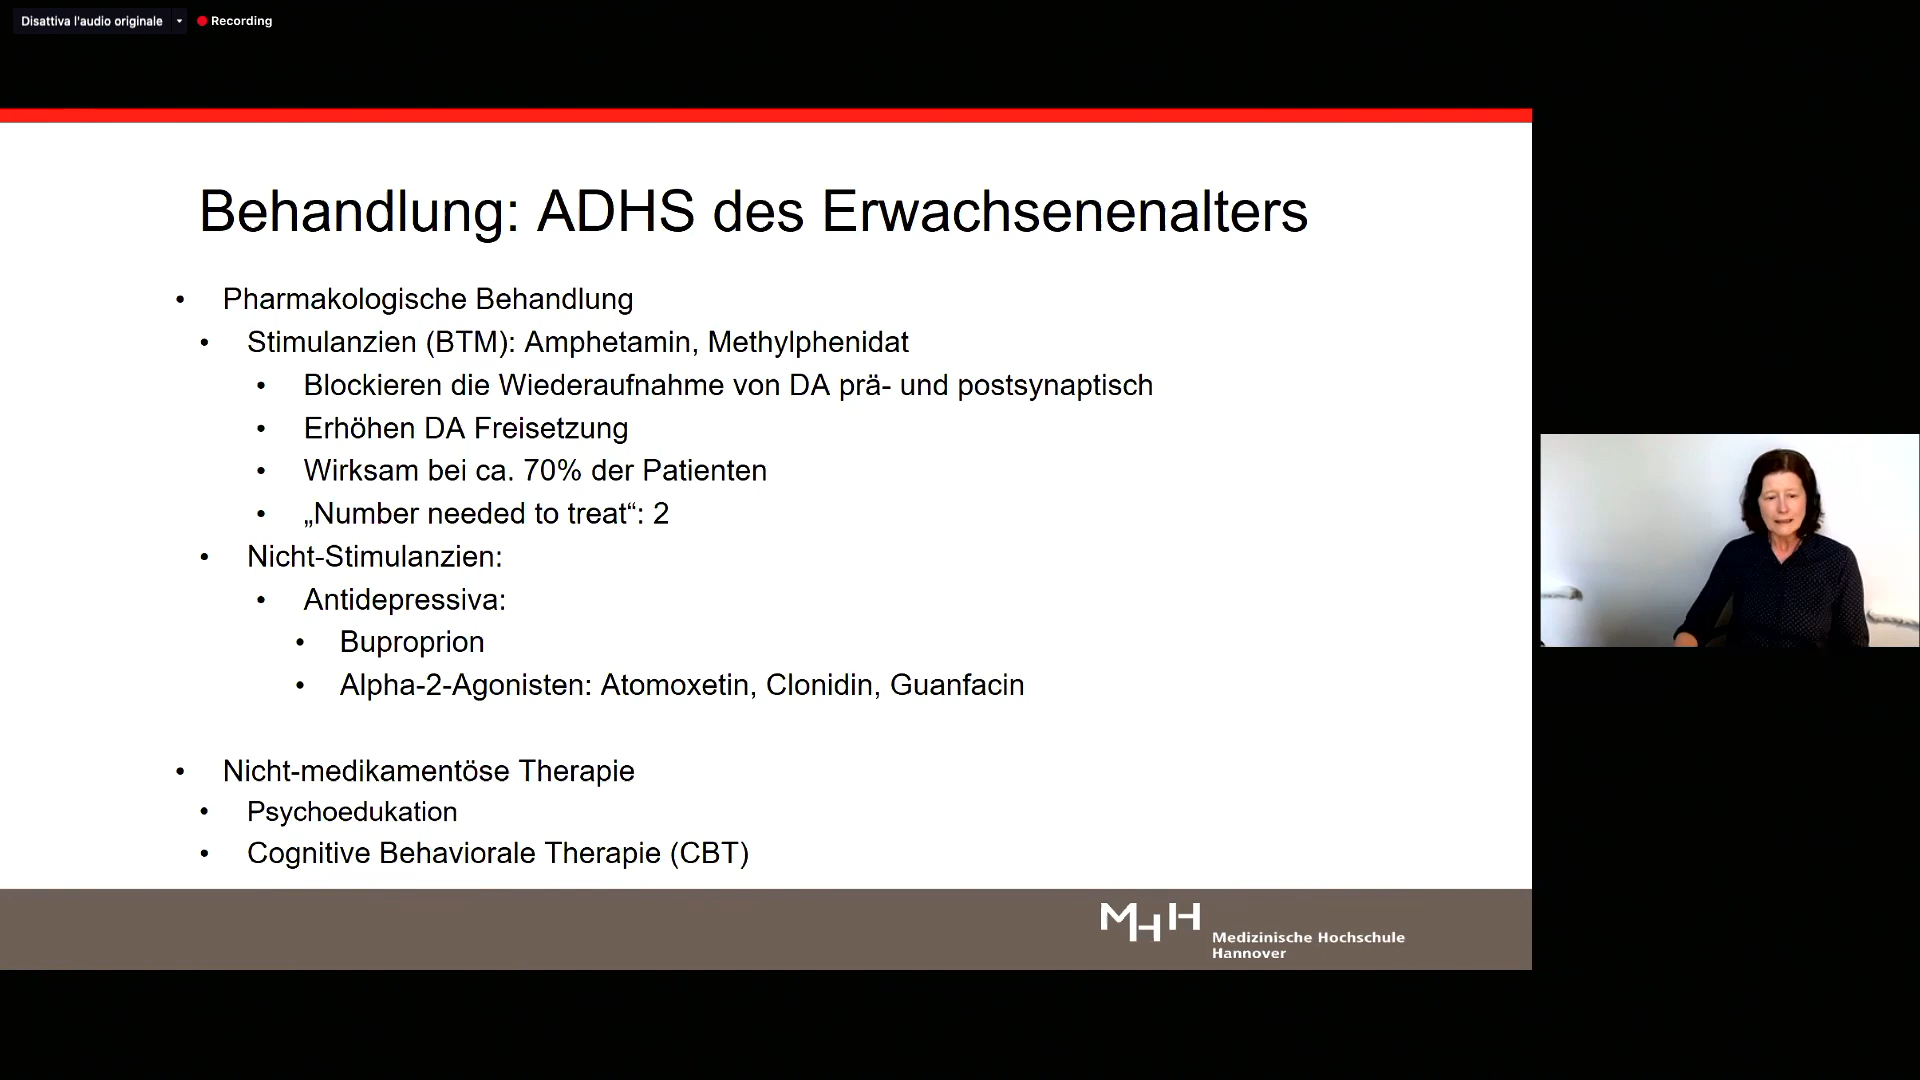 Disattiva l'audio originale
Recording
Behandlung: ADHS des Erwachsenenalters
• Pharmakologische Behandlung
• Stimulanzien (BTM): Amphetamin, Methylphenidat
• Blockieren die Wiederaufnahme von DA prä- und postsynaptisch
• Erhöhen DA Freisetzung
• Wirksam bei ca. 70% der Patienten
• „Number needed to treat“: 2
• Nicht-Stimulanzien:
• Antidepressiva:
• Buproprion
• Alpha-2-Agonisten: Atomoxetin, Clonidin, Guanfacin
• Nicht-medikamentöse Therapie
• Psychoedukation
• Cognitive Behaviorale Therapie (CBT)
MHH
Medizinische Hochschule
Hannover